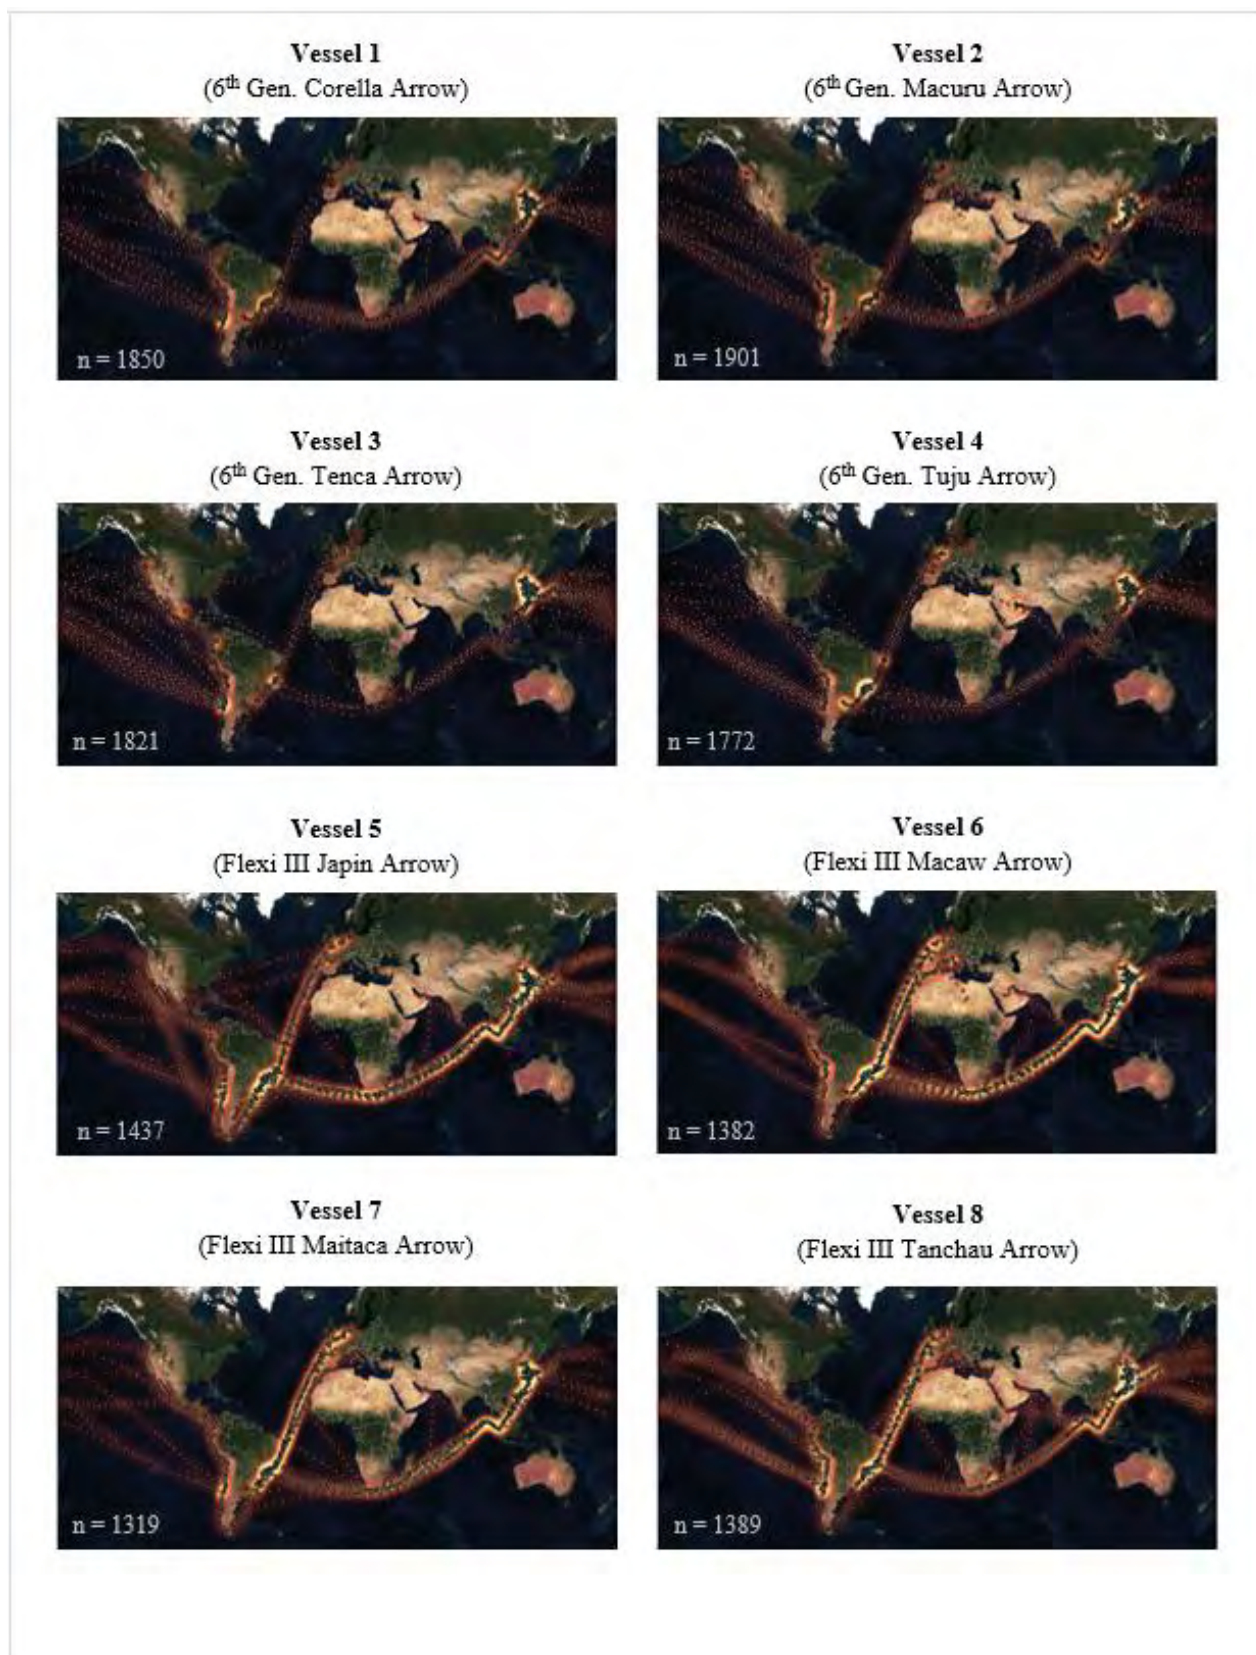 Vessel 1
(6th Gen. Corella Arrow)
n = 1850
Vessel 2
(6th Gen. Macuru Arrow)
n = 1901
Vessel 3
(6th Gen. Tenca Arrow)
n = 1821
Vessel 4
(6th Gen. Tuju Arrow)
n = 1772
Vessel 5
(Flexi III Japin Arrow)
n = 1437
Vessel 6
(Flexi III Macaw Arrow)
n = 1382
Vessel 7
(Flexi III Maitaca Arrow)
n = 1319
Vessel 8
(Flexi III Tanchau Arrow)
n = 1389